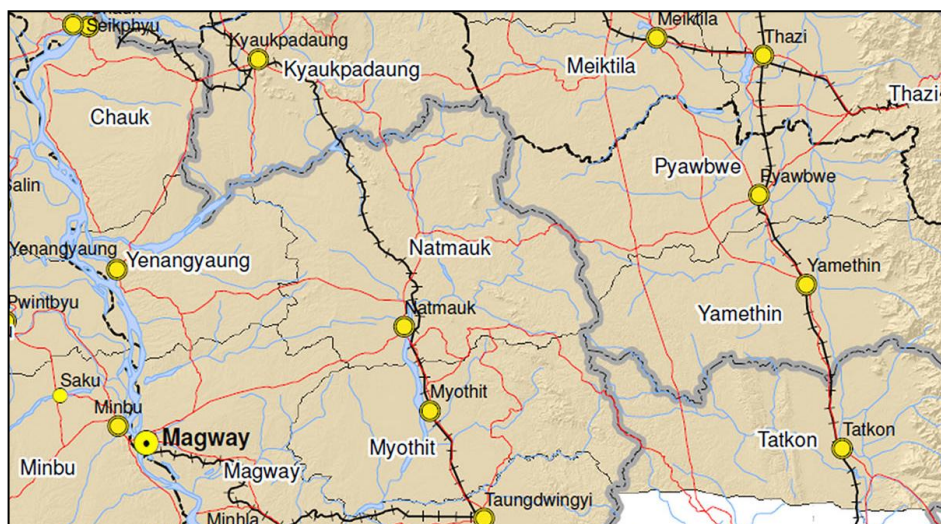 Seikphyu
Kyaukpadaung
Meiktila
Thazi
Kyaukpadaung
Meiktila
Chauk
Thazi
Pyawbwe
Salin
Pyawbwe
Natmauk
Yenangyaung
Yenangyaung
Yamethin
Pwintbyu
Natmauk
Yamethin
Saku
Myothit
Minbu
Magway
Myothit
Tatkon
Tatkon
Minbu
Magway
Taungdwingyi
Minhla